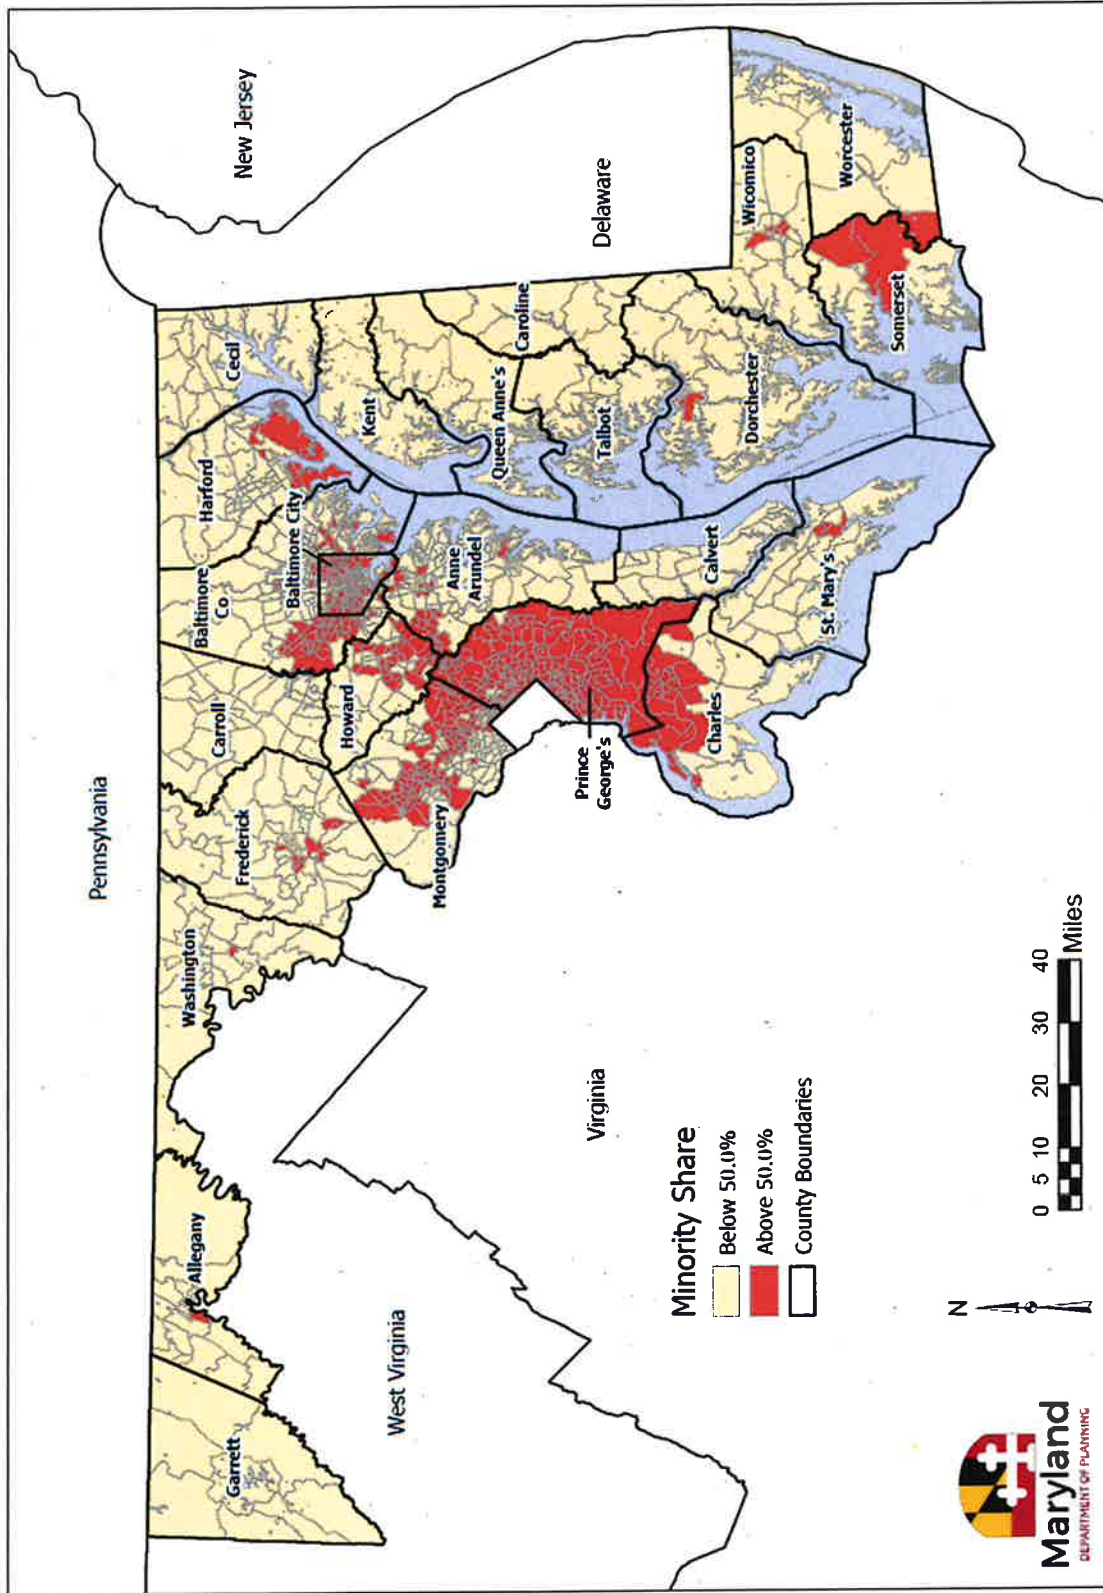 Pennsylvania
New Jersey
Delaware
Virginia
West Virginia
Garrett
Allegany
Washington
Frederick
Carroll
Baltimore
Co
Baltimore City
Harford
Cecil
Howard
Montgomery
Anne
Arundel
Kent
Queen Anne's
Caroline
Talbot
Prince
George's
Charles
Calvert
St. Mary's
Dorchester
Wicomico
Worcester
Somerset
Minority Share
Below 50.0%
Above 50.0%
County Boundaries
N
0 5 10 20 30 40
Miles
Maryland
DEPARTMENT OF PLANNING